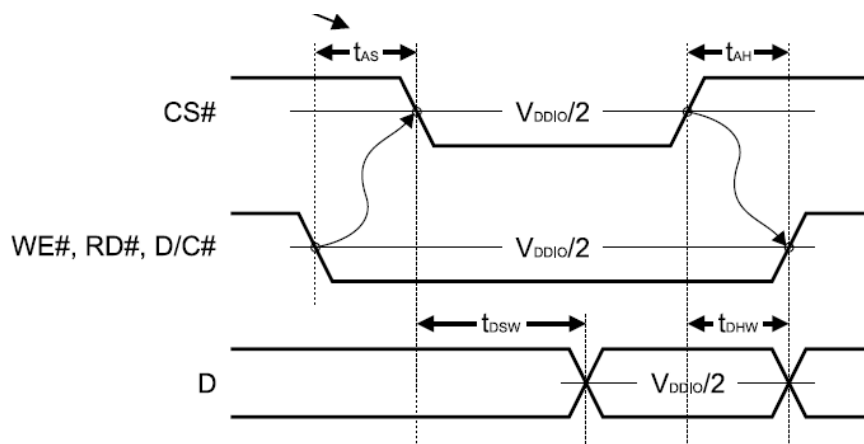 tAS
tAH
CS#
VDDIO/2
WE#, RD#, D/C#
VDDIO/2
tDSW
tDHW
D
VDDIO/2